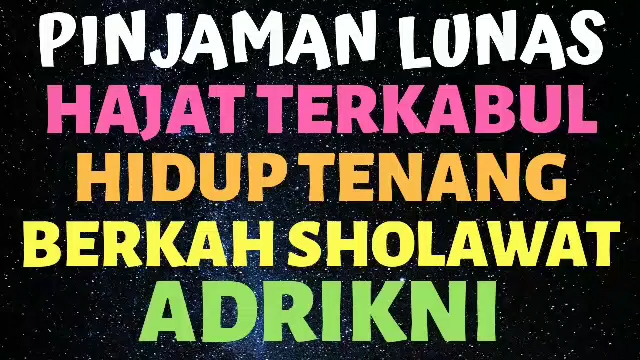 PINJAMAN LUNAS
HAJAT TERKABUL
HIDUP TENANG
BERKAH SHOLAWAT
ADRIKNI